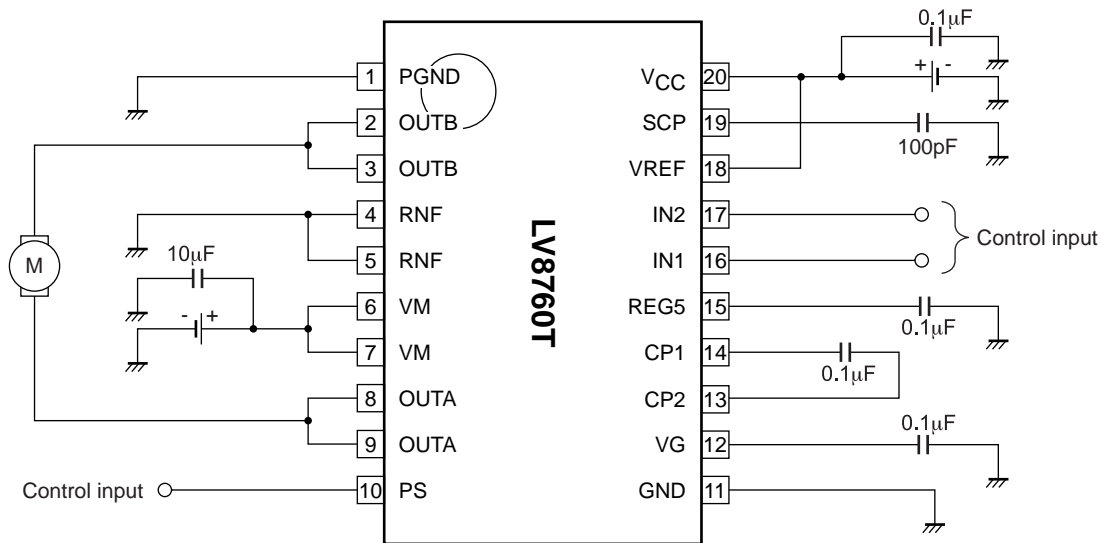 0.1μF
+ -
1 PGND
VCC 20
2 OUTB
SCP 19
100pF
3 OUTB
VREF 18
4 RNF
IN2 17
Control input
10μF
5 RNF
IN1 16
M
LV8760T
6 VM
REG5 15
- +
0.1μF
7 VM
CP1 14
0.1μF
8 OUTA
CP2 13
0.1μF
9 OUTA
VG 12
Control input
10 PS
GND 11